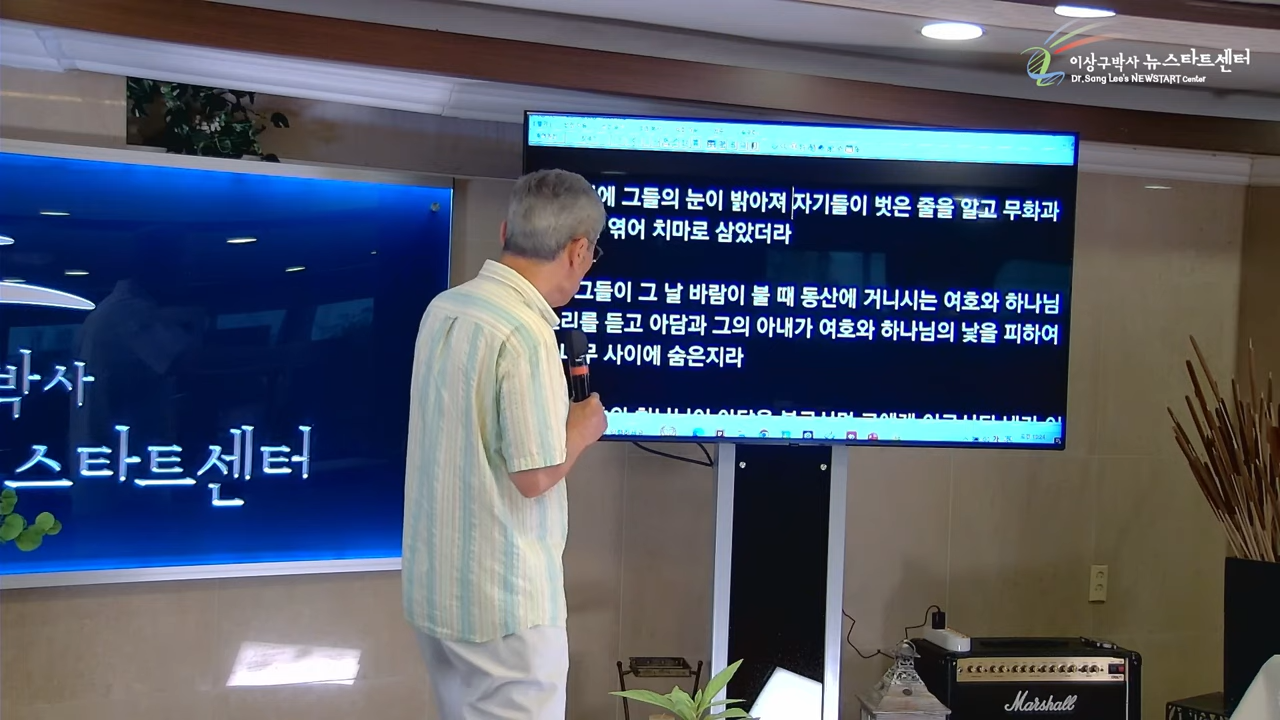 이상구박사 뉴스타트센터
Dr. Sang Lee's NEWSTART Center
그들의 눈이 밝아져 자기들이 벗은 줄을 알고 무화과
엮어 치마로 삼았더라
그들이 그 날 바람이 불 때 동산에 거니시는 여호와 하나님
를 듣고 아담과 그의 아내가 여호와 하나님의 낯을 피하여
사이에 숨은지라
박사
스타트센터
Marshall